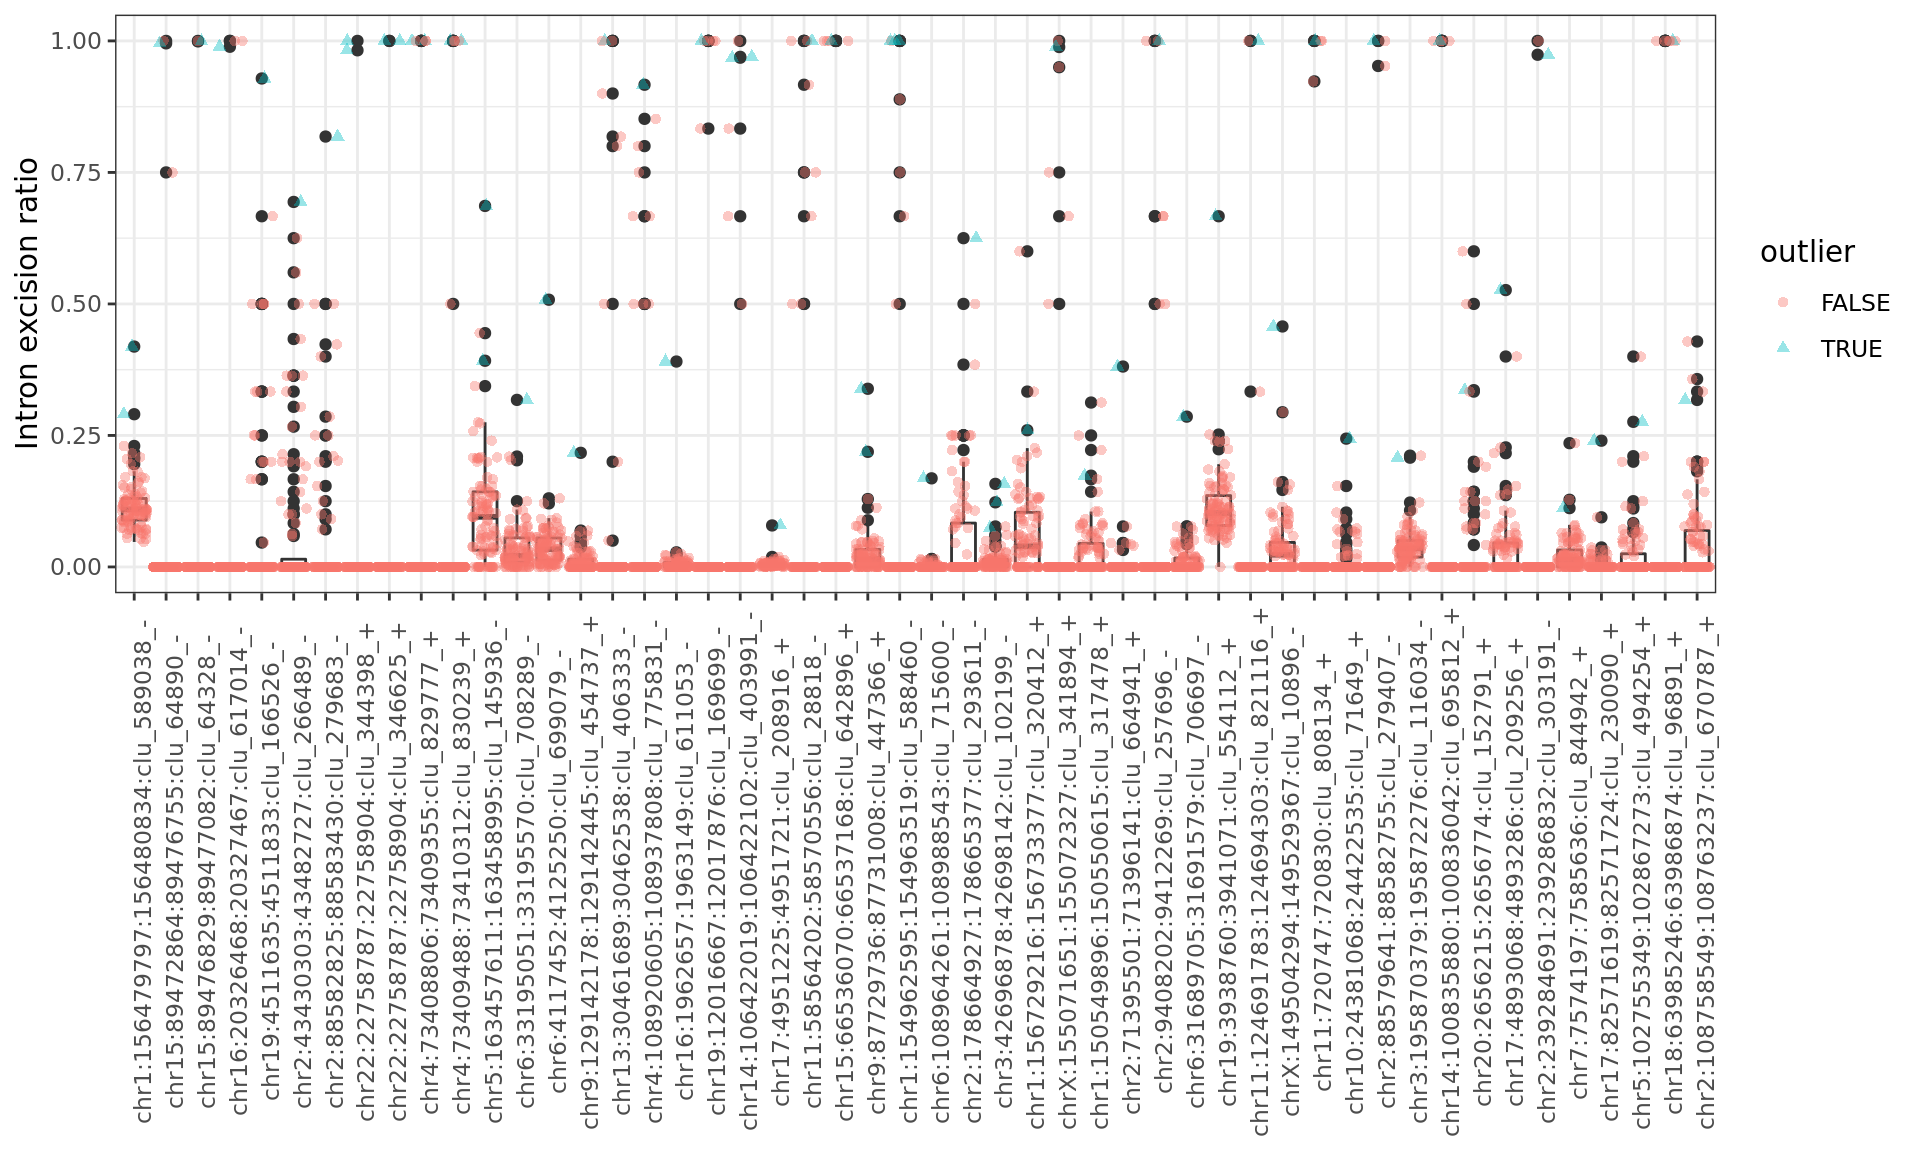 Intron excision ratio
1.00
0.75
0.50
0.25
0.00
outlier
FALSE
TRUE
chr1:156479797:156480834:clu_589038_-
chr15:89472864:89476755:clu_64890_-
chr15:89476829:89477082:clu_64328_-
chr16:20326468:20327467:clu_617014_-
chr19:4511635:4511833:clu_166526_-
chr2:43430303:43482727:clu_266489_-
chr2:88582825:88583430:clu_279683_-
chr22:22758787:22758904:clu_344398_+
chr22:22758787:22758904:clu_346625_+
chr4:73408806:73409355:clu_829777_+
chr4:73409488:73410312:clu_830239_+
chr5:163457611:163458995:clu_145936_-
chr6:33195051:33195570:clu_708289_-
chr6:4117452:4125250:clu_699079_-
chr9:129142178:129142445:clu_454737_+
chr13:30461689:30462538:clu_406333_-
chr4:108920605:108937808:clu_775831_-
chr16:1962657:1963149:clu_611053_-
chr19:12016667:12017876:clu_169699_-
chr14:106422019:106422102:clu_403991_-
chr17:49512225:49517721:clu_208916_+
chr11:58564202:58570556:clu_28818_-
chr15:66536070:66537168:clu_642896_+
chr9:87729736:87731008:clu_447366_+
chr1:154962595:154963519:clu_588460_-
chr6:108964261:108988543:clu_715600_-
chr2:178664927:178665377:clu_293611_-
chr3:42696878:42698142:clu_102199_-
chr1:156729216:156733377:clu_320412_+
chrX:155071651:155072327:clu_341894_+
chr1:150549896:150550615:clu_317478_+
chr2:71395501:71396141:clu_664941_+
chr2:9408202:9412269:clu_257696_-
chr6:31689705:31691579:clu_706697_-
chr19:39389760:3941071:clu_554112_+
chr11:124691783:124694303:clu_821116_+
chrX:149504294:149529367:clu_10896_-
chr11:720747:720830:clu_808134_+
chr10:24381068:24422535:clu_71649_+
chr2:88579641:88582755:clu_279407_-
chr3:195870379:195872276:clu_116034_-
chr14:100835880:100836042:clu_695812_+
chr20:2656215:2656774:clu_152791_+
chr17:4893068:4893286:clu_209256_+
chr2:239284691:239286832:clu_303191_-
chr7:7574197:7585636:clu_844942_+
chr17:82571619:82571724:clu_230090_+
chr5:102755349:102867273:clu_494254_+
chr18:63985246:63986874:clu_96891_+
chr2:108758549:108763237:clu_670787_+